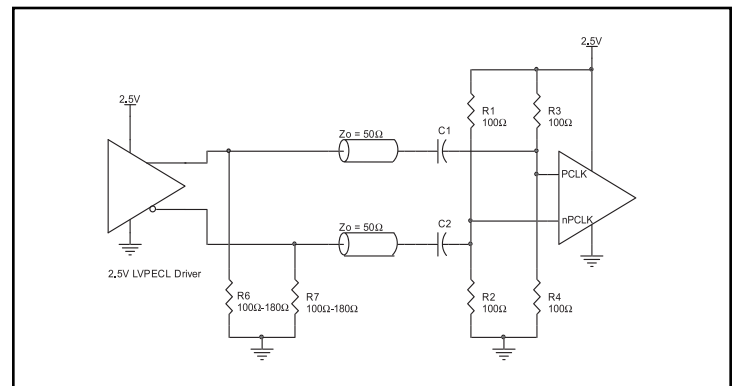 2.5V
2.5V
R1
100Ω
R3
100Ω
Zo = 50Ω
C1
PCLK
Zo = 50Ω
C2
nPCLK
2.5V LVPECL Driver
R6
100Ω-180Ω
R7
100Ω-180Ω
R2
100Ω
R4
100Ω